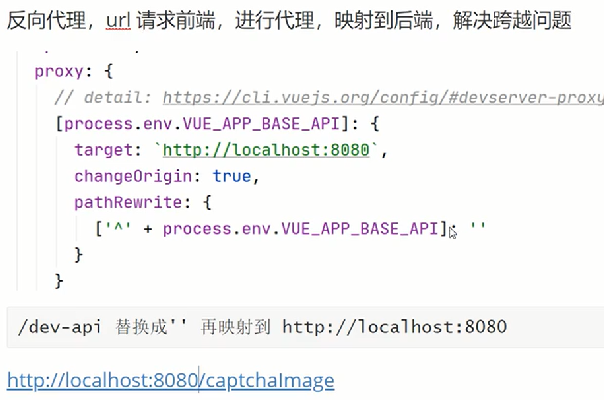 反向代理，url 请求前端，进行代理，映射到后端，解决跨越问题
proxy: {
// detail: https://cli.vuejs.org/config/#devserver-proxy
[process.env.VUE_APP_BASE_API]: {
target: `http://localhost:8080`,
changeOrigin: true,
pathRewrite: {
['^' + process.env.VUE_APP_BASE_API]: ''
}
}
/dev-api 替换成'' 再映射到 http://localhost:8080
http://localhost:8080/captchaImage